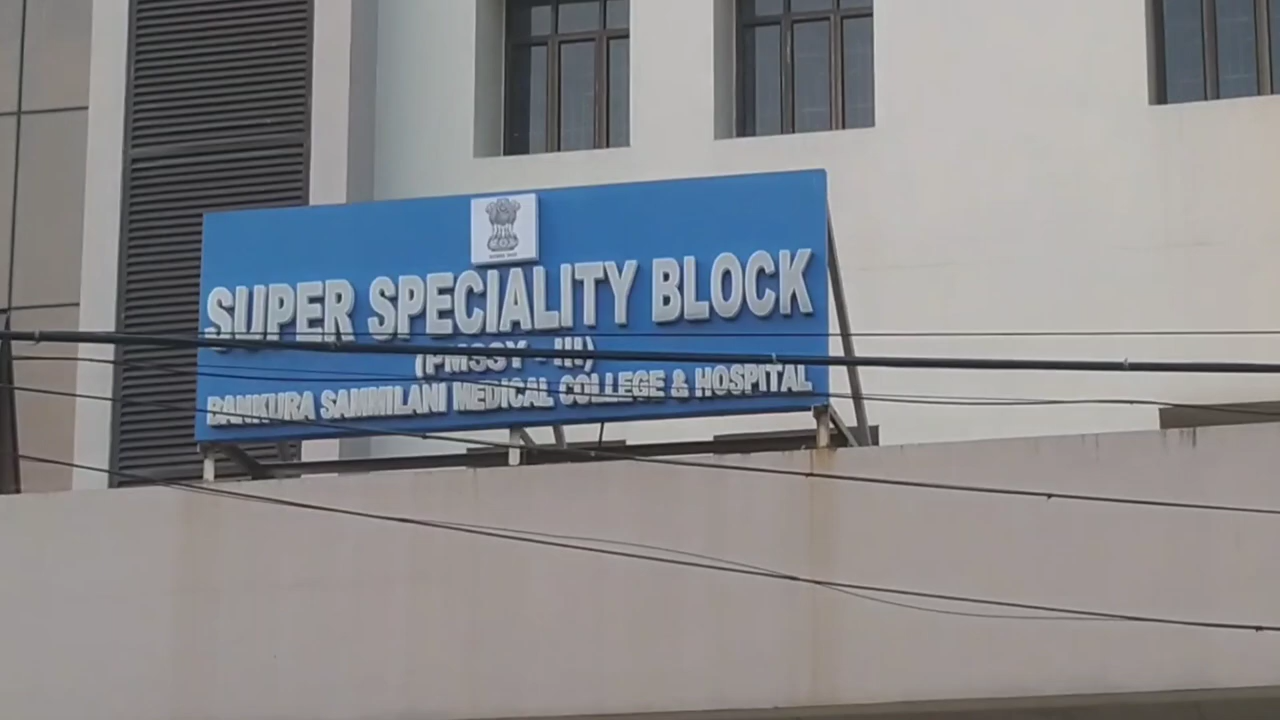 SUPER SPECIALITY BLOCK
(PMSSY - III)
BANKURA SAMMILANI MEDICAL COLLEGE & HOSPITAL